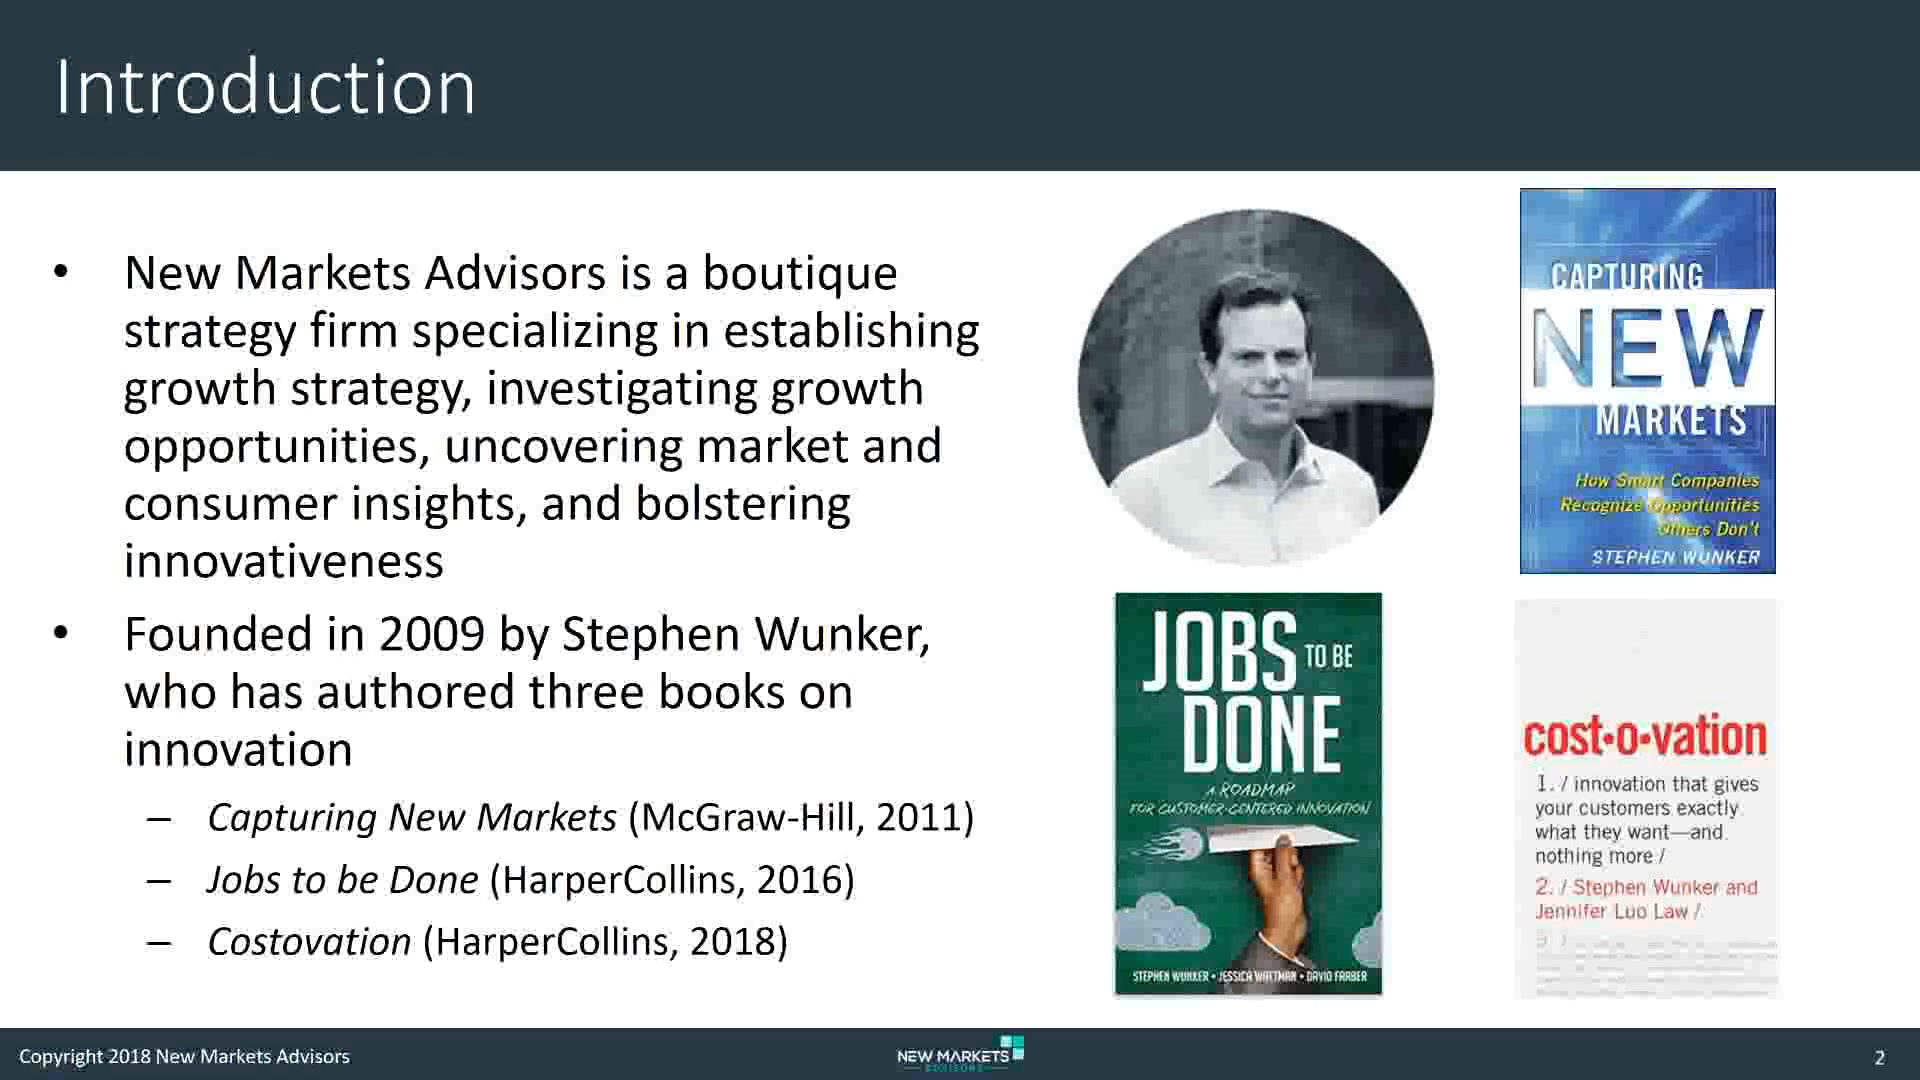 Introduction
• New Markets Advisors is a boutique
strategy firm specializing in establishing
growth strategy, investigating growth
opportunities, uncovering market and
consumer insights, and bolstering
innovativeness
• Founded in 2009 by Stephen Wunker,
who has authored three books on
innovation
– Capturing New Markets (McGraw-Hill, 2011)
– Jobs to be Done (HarperCollins, 2016)
– Costovation (HarperCollins, 2018)
CAPTURING
NEW
MARKETS
How Smart Companies
Recognize Opportunities
Others Don't
STEPHEN WUNKER
JOBS TO BE
DONE
A ROADMAP
FOR CUSTOMER-CENTERED INNOVATION
STEPHEN WUNKER • JESSICA WATTMAN • DAVID FARBER
cost•o•vation
1. / innovation that gives
your customers exactly
what they want—and
nothing more /
2. / Stephen Wunker and
Jennifer Luo Law /
Copyright 2018 New Markets Advisors
NEW MARKETS
ADVISORS
2